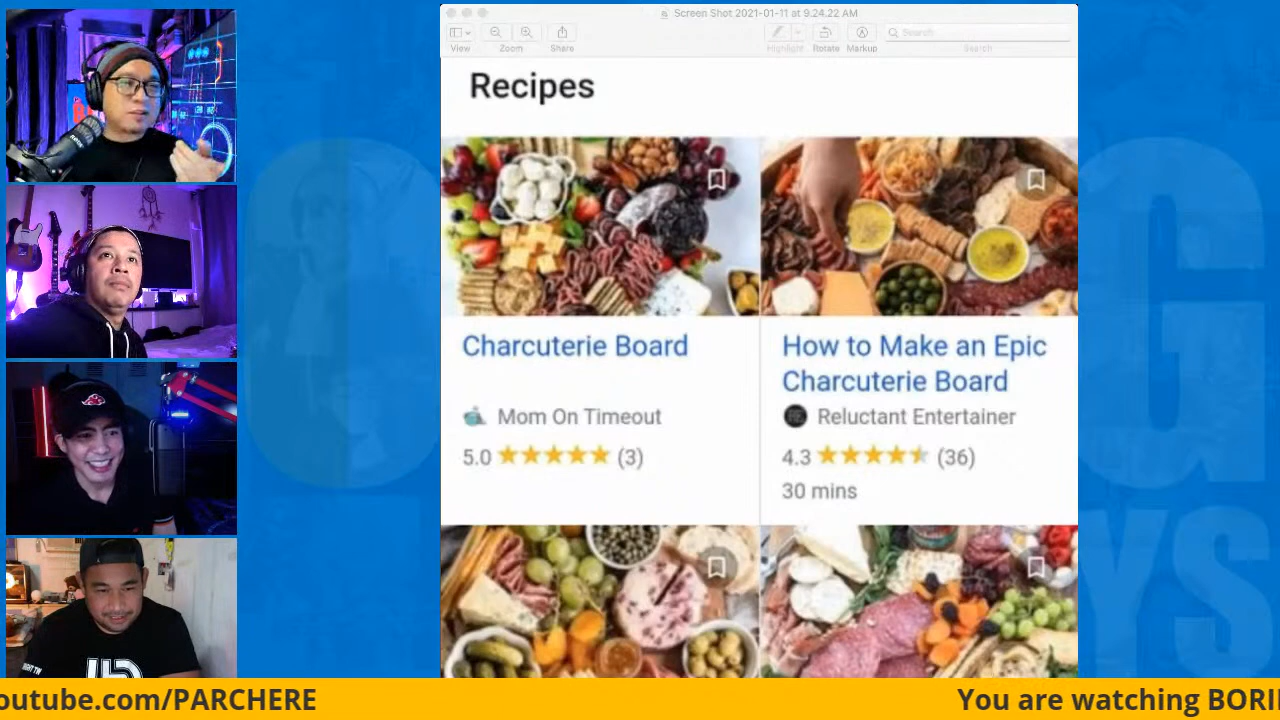 Screen Shot 2021-01-11 at 9.24.22 AM
View
Zoom
Share
Highlight
Rotate
Markup
Search
Search
Recipes
Charcuterie Board
Mom On Timeout
5.0
(3)
How to Make an Epic
Charcuterie Board
Reluctant Entertainer
4.3
(36)
30 mins
outube.com/PARCHERE
You are watching BORI